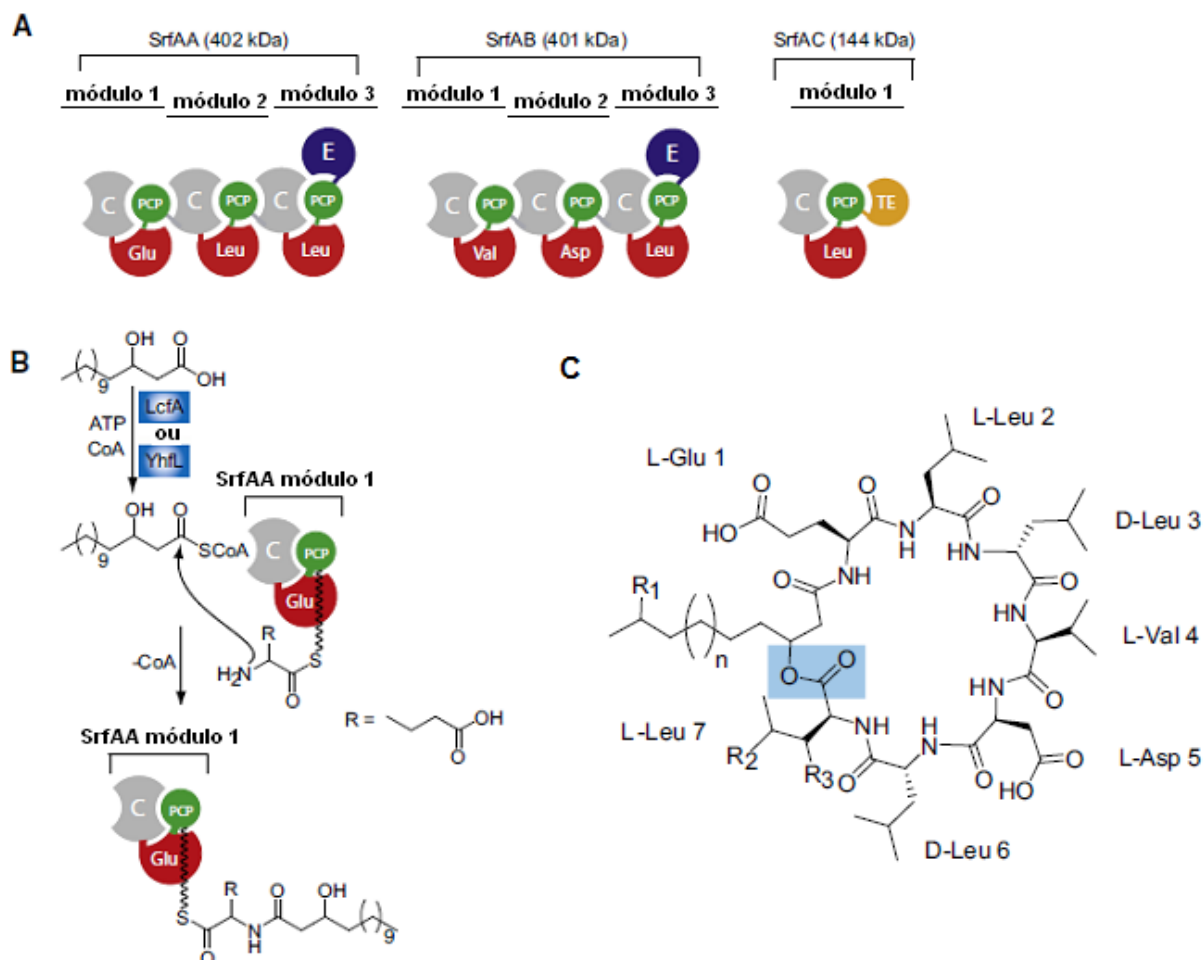 A
SrfAA (402 kDa)
SrfAB (401 kDa)
SrfAC (144 kDa)
módulo 1
módulo 2
módulo 3
módulo 1
módulo 2
módulo 3
módulo 1
E
E
C
PCP
C
PCP
C
PCP
C
PCP
C
PCP
C
PCP
C
PCP
TE
Glu
Leu
Leu
Val
Asp
Leu
Leu
B
OH
O
OH
9
ATP
CoA
LcfA
ou
YhfL
OH
O
SCoA
9
SrfAA módulo 1
C
PCP
Glu
R
H2N
S
O
-CoA
R =
OH
O
SrfAA módulo 1
C
PCP
Glu
S
R
O
OH
O
N
H
9
C
L-Glu 1
L-Leu 2
D-Leu 3
L-Val 4
L-Asp 5
D-Leu 6
L-Leu 7
O
HO
O
N
H
O
N
H
O
O
N
H
R1
n
HN
O
O
O
NH
O
R2
R3
O
NH
O
H
N
O
O
HO